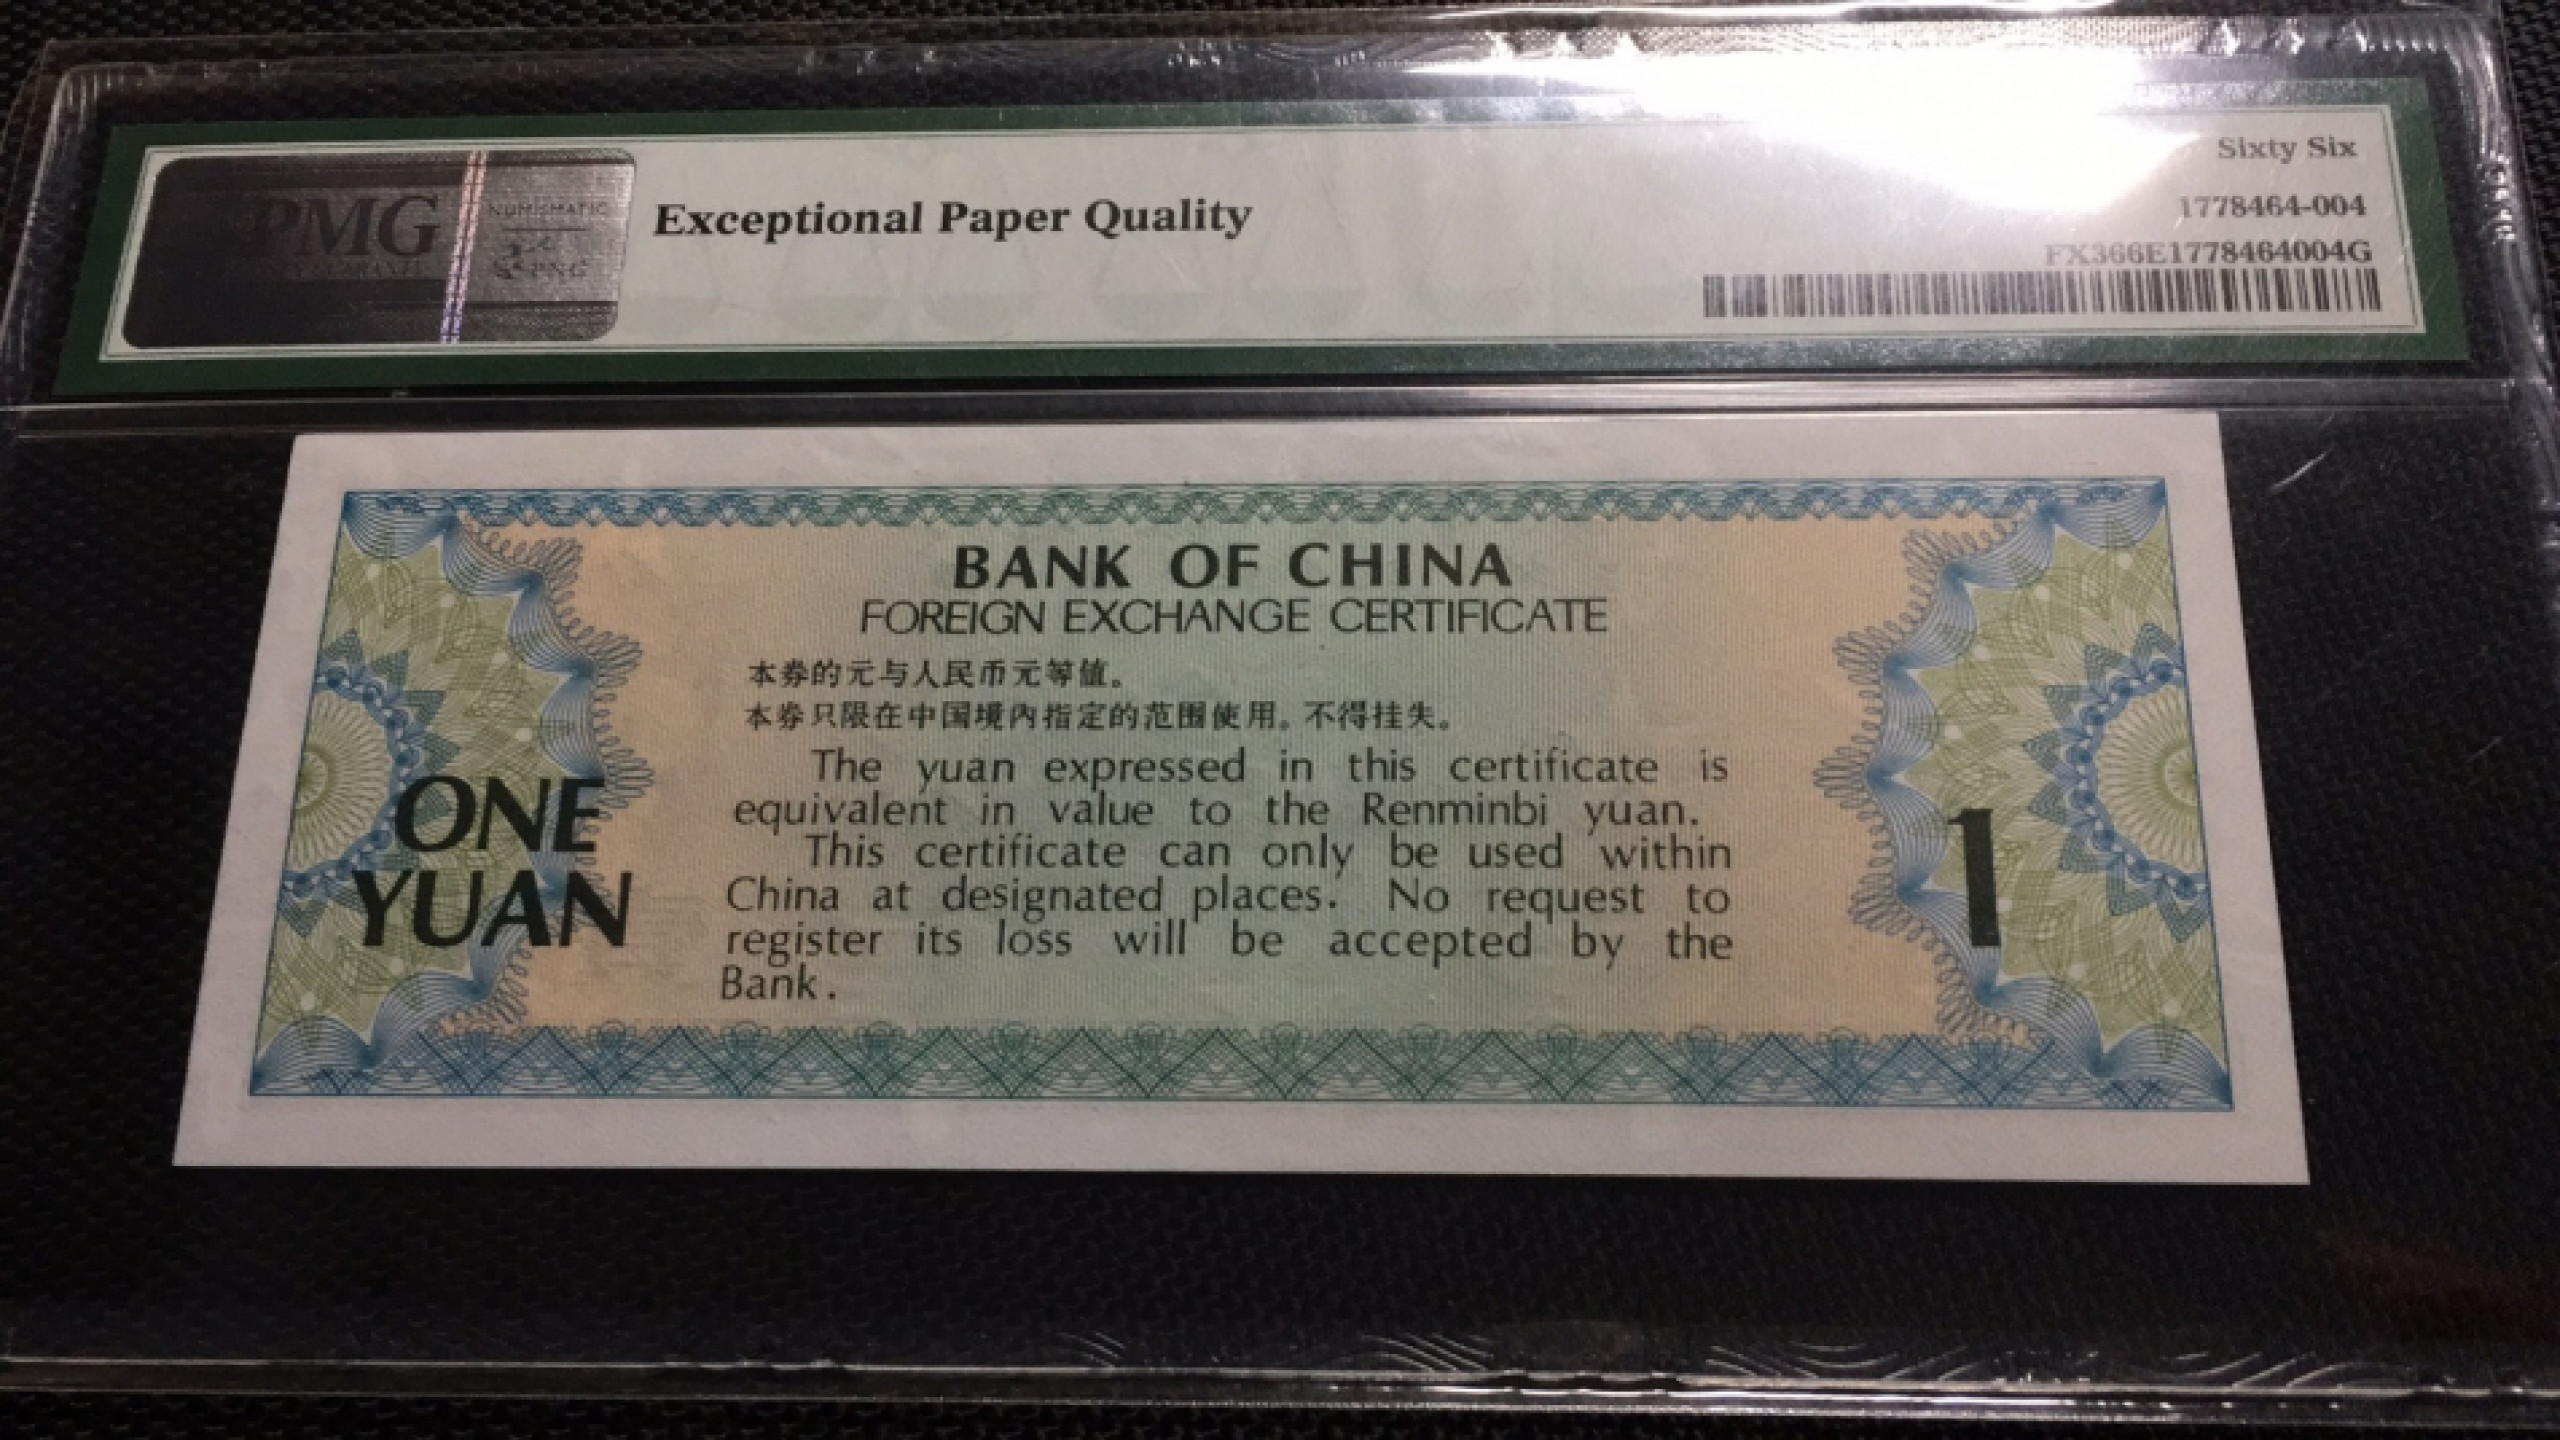 PMG
NUMISMATIC
PNG
Exceptional Paper Quality
Sixty Six
1778464-004
FX366E1778464004G
BANK OF CHINA
FOREIGN EXCHANGE CERTIFICATE
本券的元与人民币元等值。
本券只限在中国境内指定的范围使用。不得挂失。
The yuan expressed in this certificate is
equivalent in value to the Renminbi yuan.
This certificate can only be used within
China at designated places. No request to
register its loss will be accepted by the
Bank.
ONE
YUAN
1